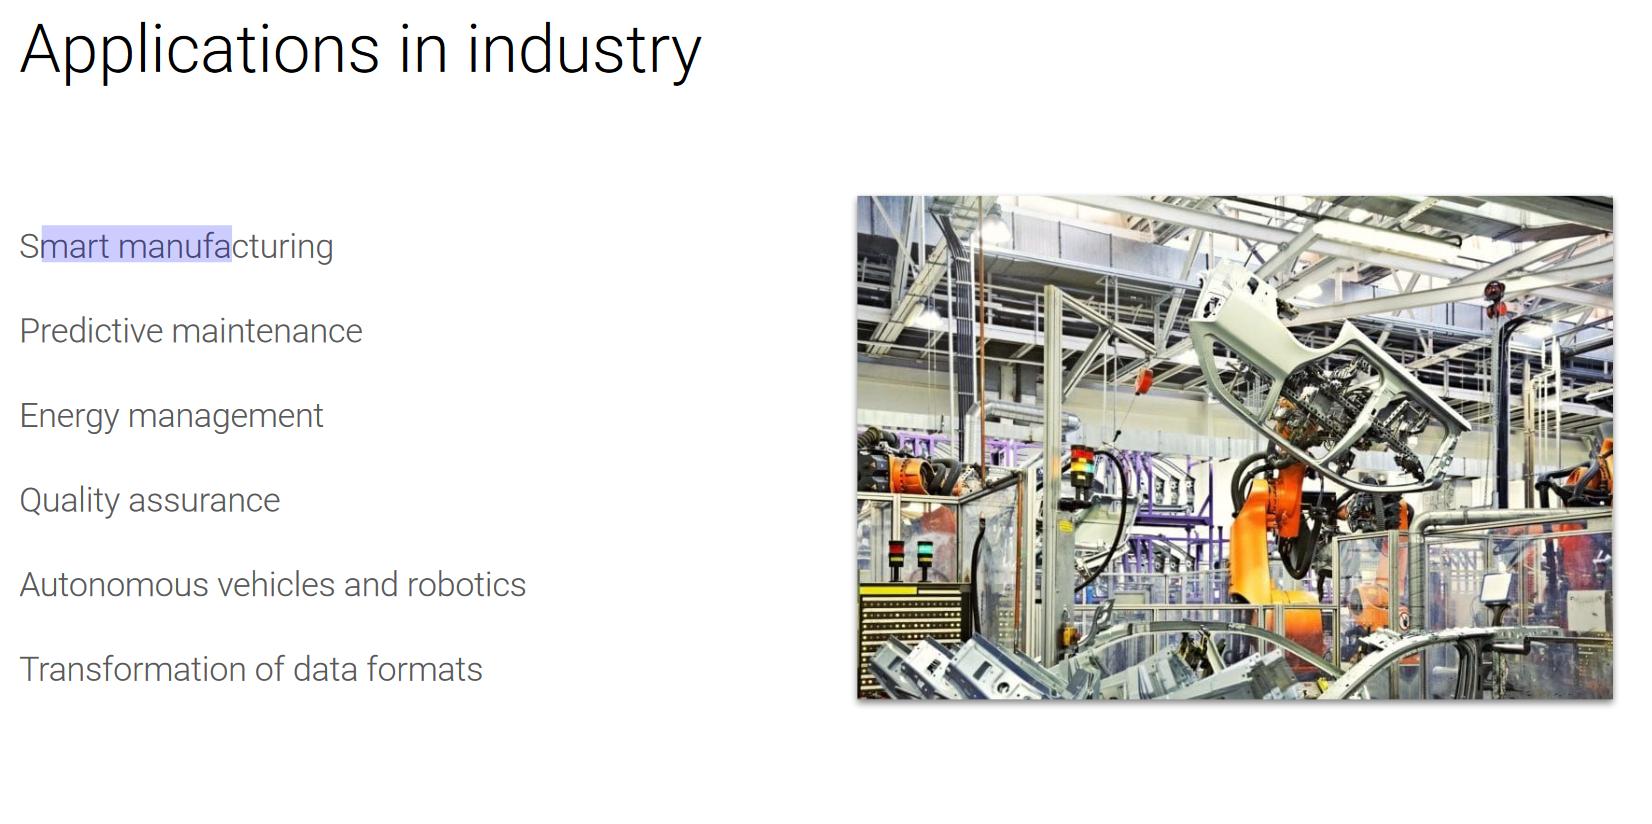 Applications in industry
Smart manufacturing
Predictive maintenance
Energy management
Quality assurance
Autonomous vehicles and robotics
Transformation of data formats